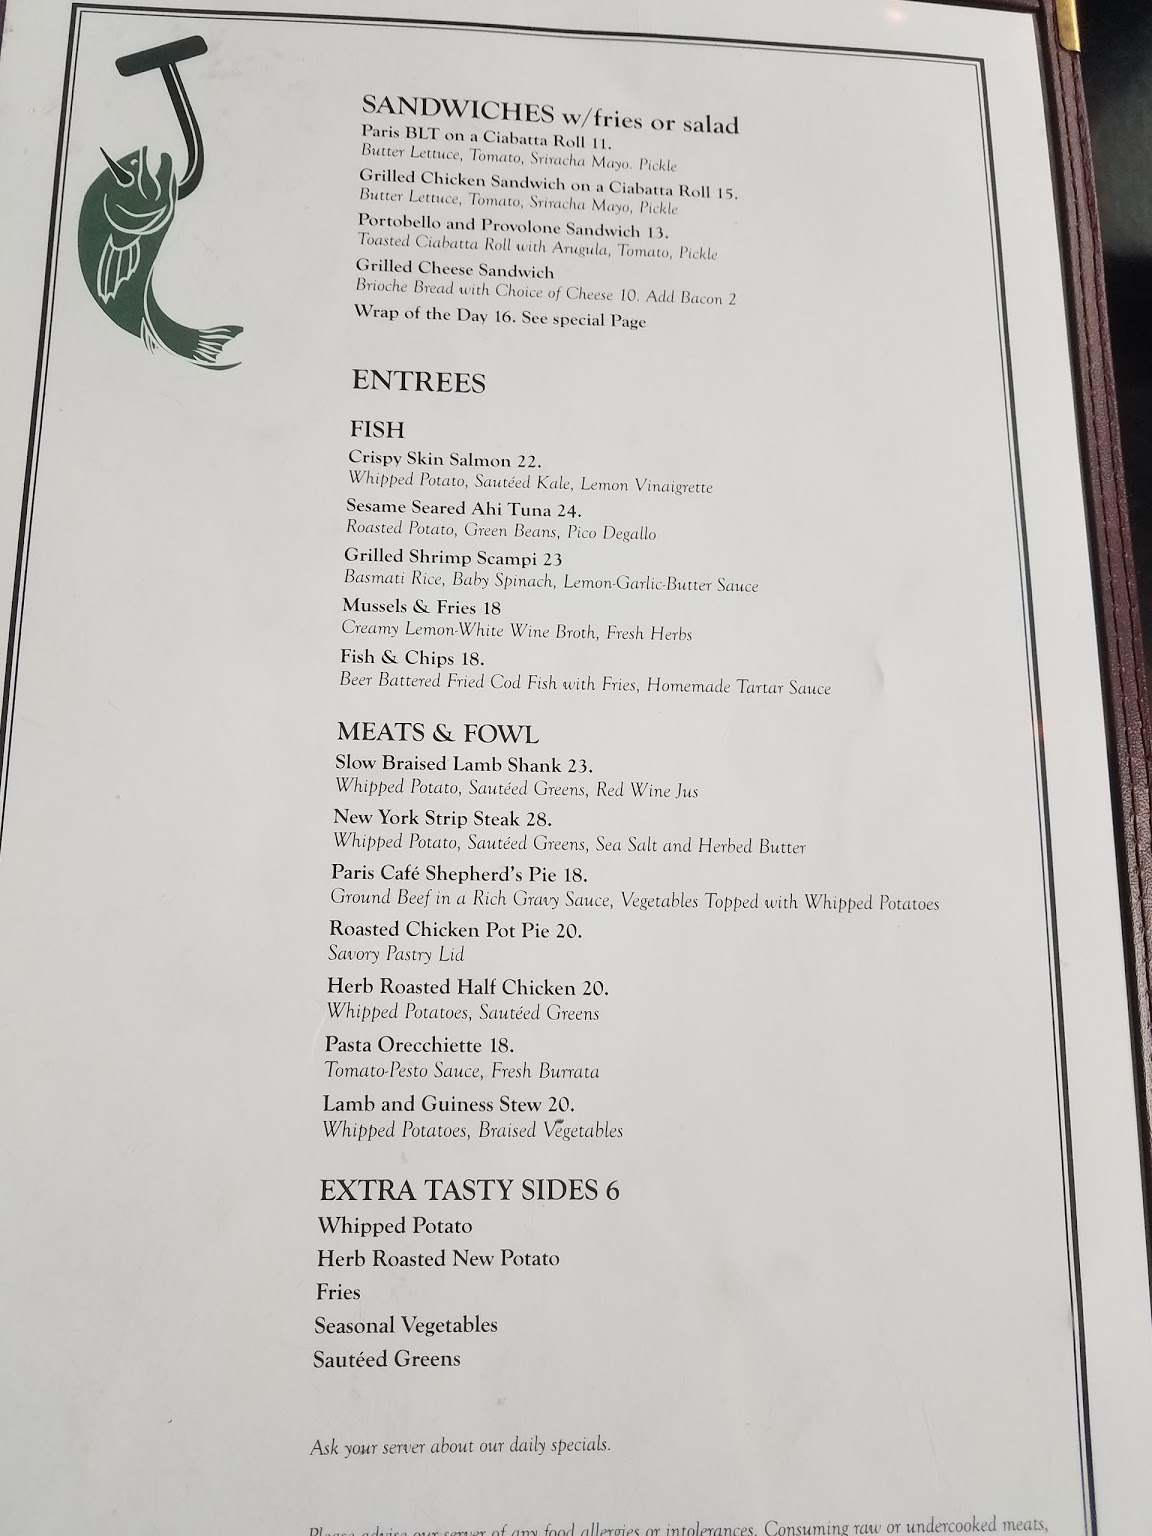 SANDWICHES w/fries or salad
Paris BLT on a Ciabatta Roll 11.
Butter Lettuce, Tomato, Sriracha Mayo. Pickle
Grilled Chicken Sandwich on a Ciabatta Roll 15.
Butter Lettuce, Tomato, Sriracha Mayo, Pickle
Portobello and Provolone Sandwich 13.
Toasted Ciabatta Roll with Arugula, Tomato, Pickle
Grilled Cheese Sandwich
Brioche Bread with Choice of Cheese 10. Add Bacon 2
Wrap of the Day 16. See special Page
ENTREES
FISH
Crispy Skin Salmon 22.
Whipped Potato, Sautéed Kale, Lemon Vinaigrette
Sesame Seared Ahi Tuna 24.
Roasted Potato, Green Beans, Pico Degallo
Grilled Shrimp Scampi 23
Basmati Rice, Baby Spinach, Lemon-Garlic-Butter Sauce
Mussels & Fries 18
Creamy Lemon-White Wine Broth, Fresh Herbs
Fish & Chips 18.
Beer Battered Fried Cod Fish with Fries, Homemade Tartar Sauce
MEATS & FOWL
Slow Braised Lamb Shank 23.
Whipped Potato, Sautéed Greens, Red Wine Jus
New York Strip Steak 28.
Whipped Potato, Sautéed Greens, Sea Salt and Herbed Butter
Paris Café Shepherd's Pie 18.
Ground Beef in a Rich Gravy Sauce, Vegetables Topped with Whipped Potatoes
Roasted Chicken Pot Pie 20.
Savory Pastry Lid
Herb Roasted Half Chicken 20.
Whipped Potatoes, Sautéed Greens
Pasta Orecchiette 18.
Tomato-Pesto Sauce, Fresh Burrata
Lamb and Guiness Stew 20.
Whipped Potatoes, Braised Vegetables
EXTRA TASTY SIDES 6
Whipped Potato
Herb Roasted New Potato
Fries
Seasonal Vegetables
Sautéed Greens
Ask your server about our daily specials.
Please advise our server of any food allergies or intolerances. Consuming raw or undercooked meats,